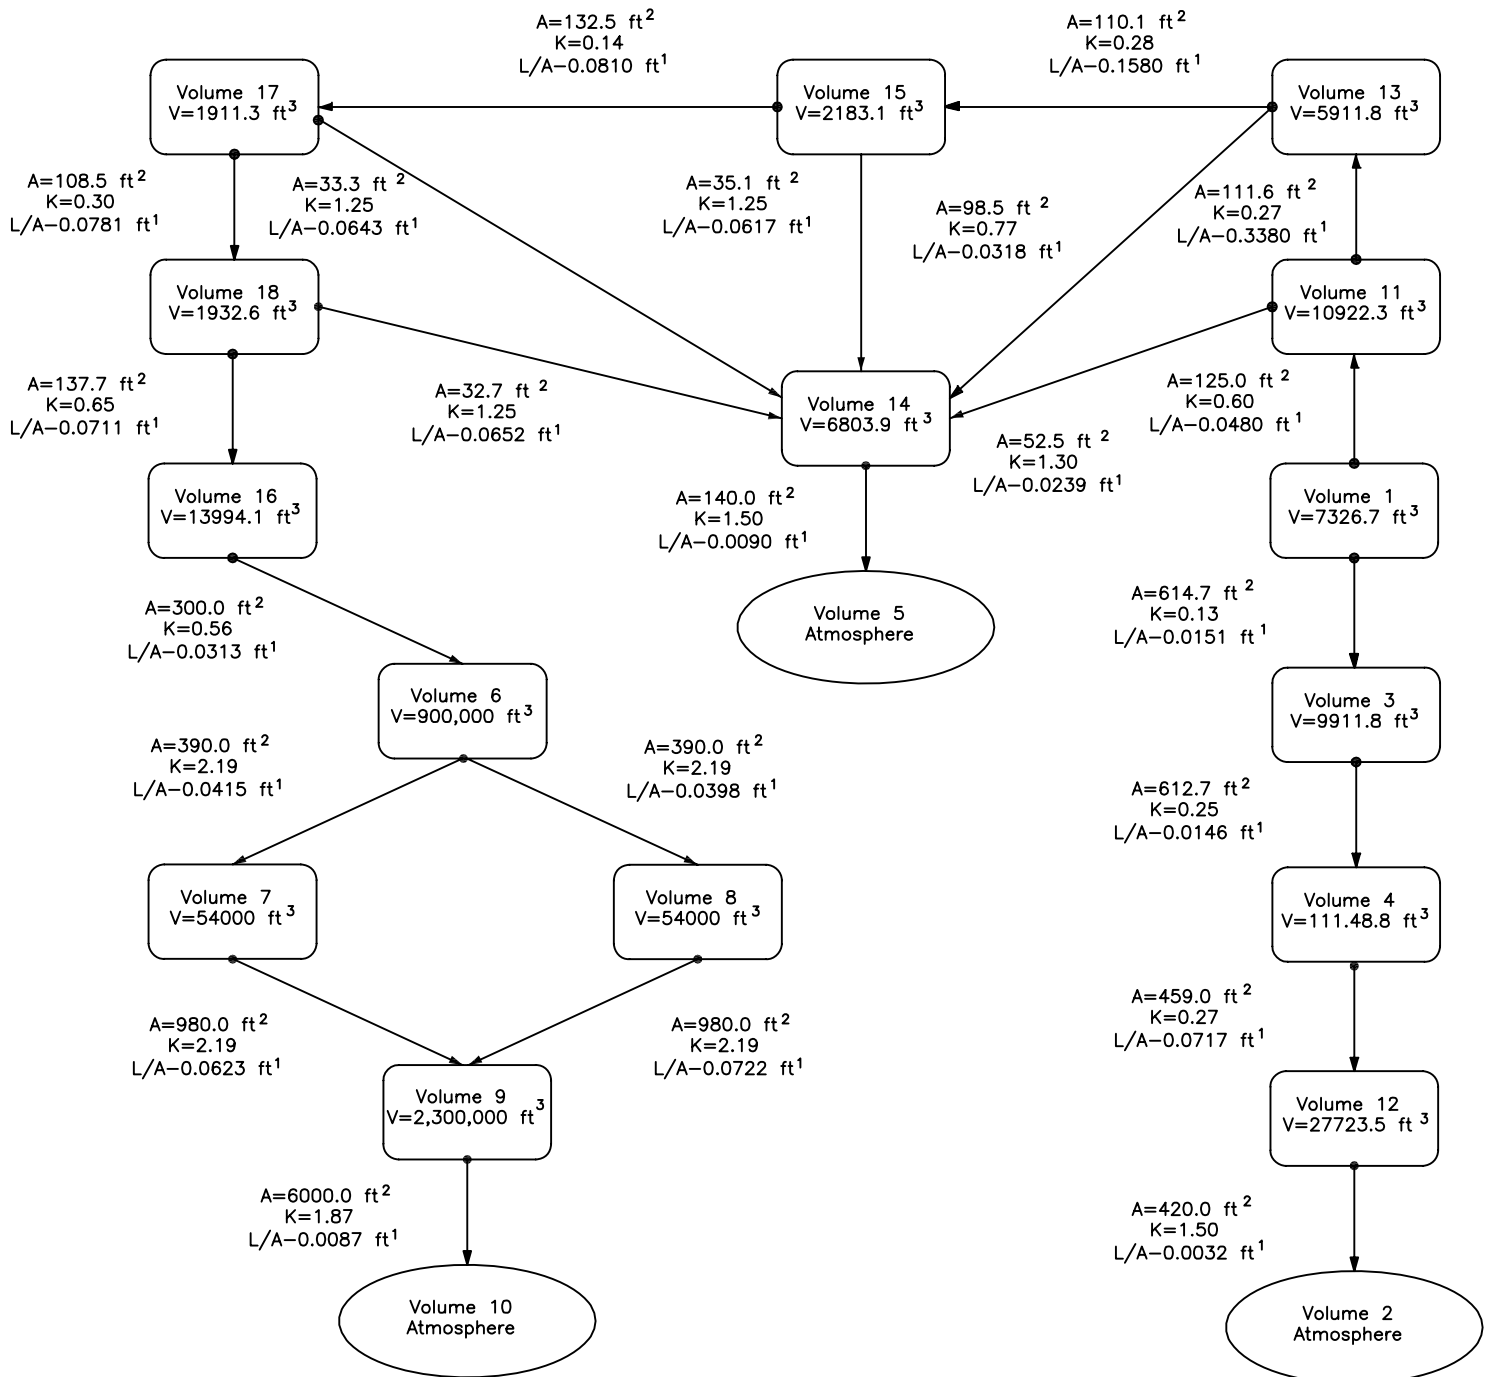 A=132.5 ft²
K=0.14
L/A−0.0810 ft¹
A=110.1 ft²
K=0.28
L/A−0.1580 ft¹
Volume 17
V=1911.3 ft³
Volume 15
V=2183.1 ft³
Volume 13
V=5911.8 ft³
A=108.5 ft²
K=0.30
L/A−0.0781 ft¹
A=33.3 ft²
K=1.25
L/A−0.0643 ft¹
A=35.1 ft²
K=1.25
L/A−0.0617 ft¹
A=98.5 ft²
K=0.77
L/A−0.0318 ft¹
A=111.6 ft²
K=0.27
L/A−0.3380 ft¹
Volume 18
V=1932.6 ft³
Volume 11
V=10922.3 ft³
A=137.7 ft²
K=0.65
L/A−0.0711 ft¹
A=32.7 ft²
K=1.25
L/A−0.0652 ft¹
Volume 14
V=6803.9 ft³
A=125.0 ft²
K=0.60
L/A−0.0480 ft¹
A=52.5 ft²
K=1.30
L/A−0.0239 ft¹
Volume 16
V=13994.1 ft³
A=140.0 ft²
K=1.50
L/A−0.0090 ft¹
Volume 1
V=7326.7 ft³
A=300.0 ft²
K=0.56
L/A−0.0313 ft¹
Volume 5
Atmosphere
A=614.7 ft²
K=0.13
L/A−0.0151 ft¹
Volume 6
V=900,000 ft³
Volume 3
V=9911.8 ft³
A=390.0 ft²
K=2.19
L/A−0.0415 ft¹
A=390.0 ft²
K=2.19
L/A−0.0398 ft¹
A=612.7 ft²
K=0.25
L/A−0.0146 ft¹
Volume 7
V=54000 ft³
Volume 8
V=54000 ft³
Volume 4
V=111.48.8 ft³
A=980.0 ft²
K=2.19
L/A−0.0623 ft¹
A=980.0 ft²
K=2.19
L/A−0.0722 ft¹
A=459.0 ft²
K=0.27
L/A−0.0717 ft¹
Volume 9
V=2,300,000 ft³
Volume 12
V=27723.5 ft³
A=6000.0 ft²
K=1.87
L/A−0.0087 ft¹
A=420.0 ft²
K=1.50
L/A−0.0032 ft¹
Volume 10
Atmosphere
Volume 2
Atmosphere